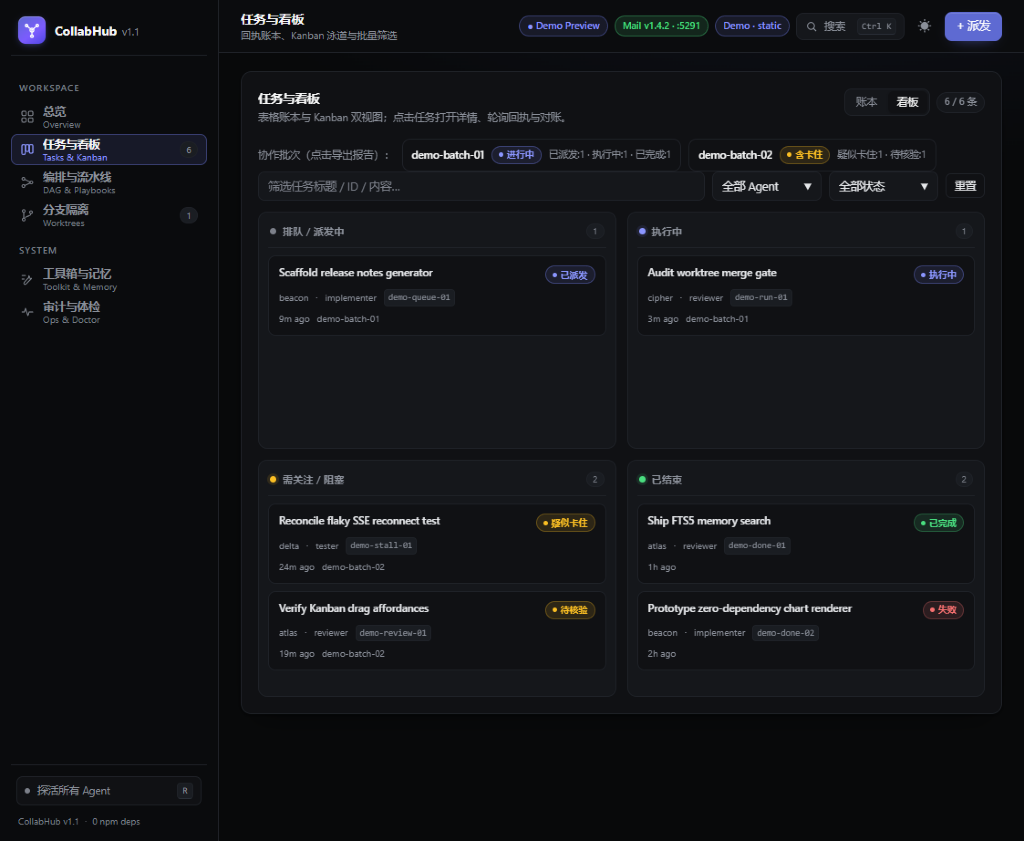 CollabHub v1.1
WORKSPACE
总览
Overview
任务与看板
Tasks & Kanban
6
编排与流水线
DAG & Playbooks
分支隔离
Worktrees
1
SYSTEM
工具箱与记忆
Toolkit & Memory
审计与体检
Ops & Doctor
探活所有 Agent
R
CollabHub v1.1 · 0 npm deps
任务与看板
回执账本、Kanban 泳道与批量筛选
Demo Preview
Mail v1.4.2 · :5291
Demo · static
搜索 Ctrl K
+ 派发
任务与看板
表格账本与 Kanban 双视图；点击任务打开详情、轮询回执与对账。
账本 看板
6 / 6 条
协作批次（点击导出报告）：
demo-batch-01 进行中 已派发:1 · 执行中:1 · 已完成:1
demo-batch-02 含卡住 疑似卡住:1 · 待核验:1
筛选任务标题 / ID / 内容...
全部 Agent ▼
全部状态 ▼
重置
排队 / 派发中 1
Scaffold release notes generator 已派发
beacon · implementer demo-queue-01
9m ago demo-batch-01
执行中 1
Audit worktree merge gate 执行中
cipher · reviewer demo-run-01
3m ago demo-batch-01
需关注 / 阻塞 2
Reconcile flaky SSE reconnect test 疑似卡住
delta · tester demo-stall-01
24m ago demo-batch-02
Verify Kanban drag affordances 待核验
atlas · reviewer demo-review-01
19m ago demo-batch-02
已结束 2
Ship FTS5 memory search 已完成
atlas · reviewer demo-done-01
1h ago
Prototype zero-dependency chart renderer 失败
beacon · implementer demo-done-02
2h ago